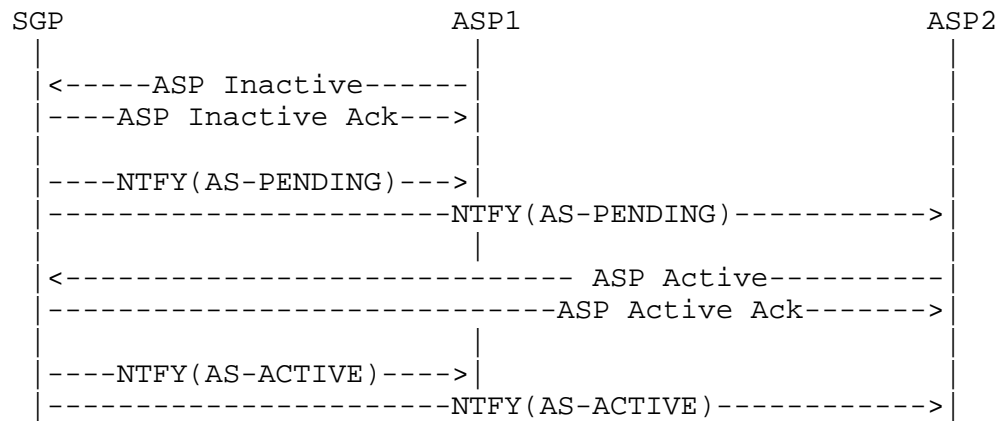 SGP ASP1 ASP2
<-----ASP Inactive------
----ASP Inactive Ack--->
----NTFY(AS-PENDING)--->
-----------------------NTFY(AS-PENDING)----------->
<----------------------------- ASP Active----------
-----------------------------ASP Active Ack------->
----NTFY(AS-ACTIVE)---->
-----------------------NTFY(AS-ACTIVE)------------>